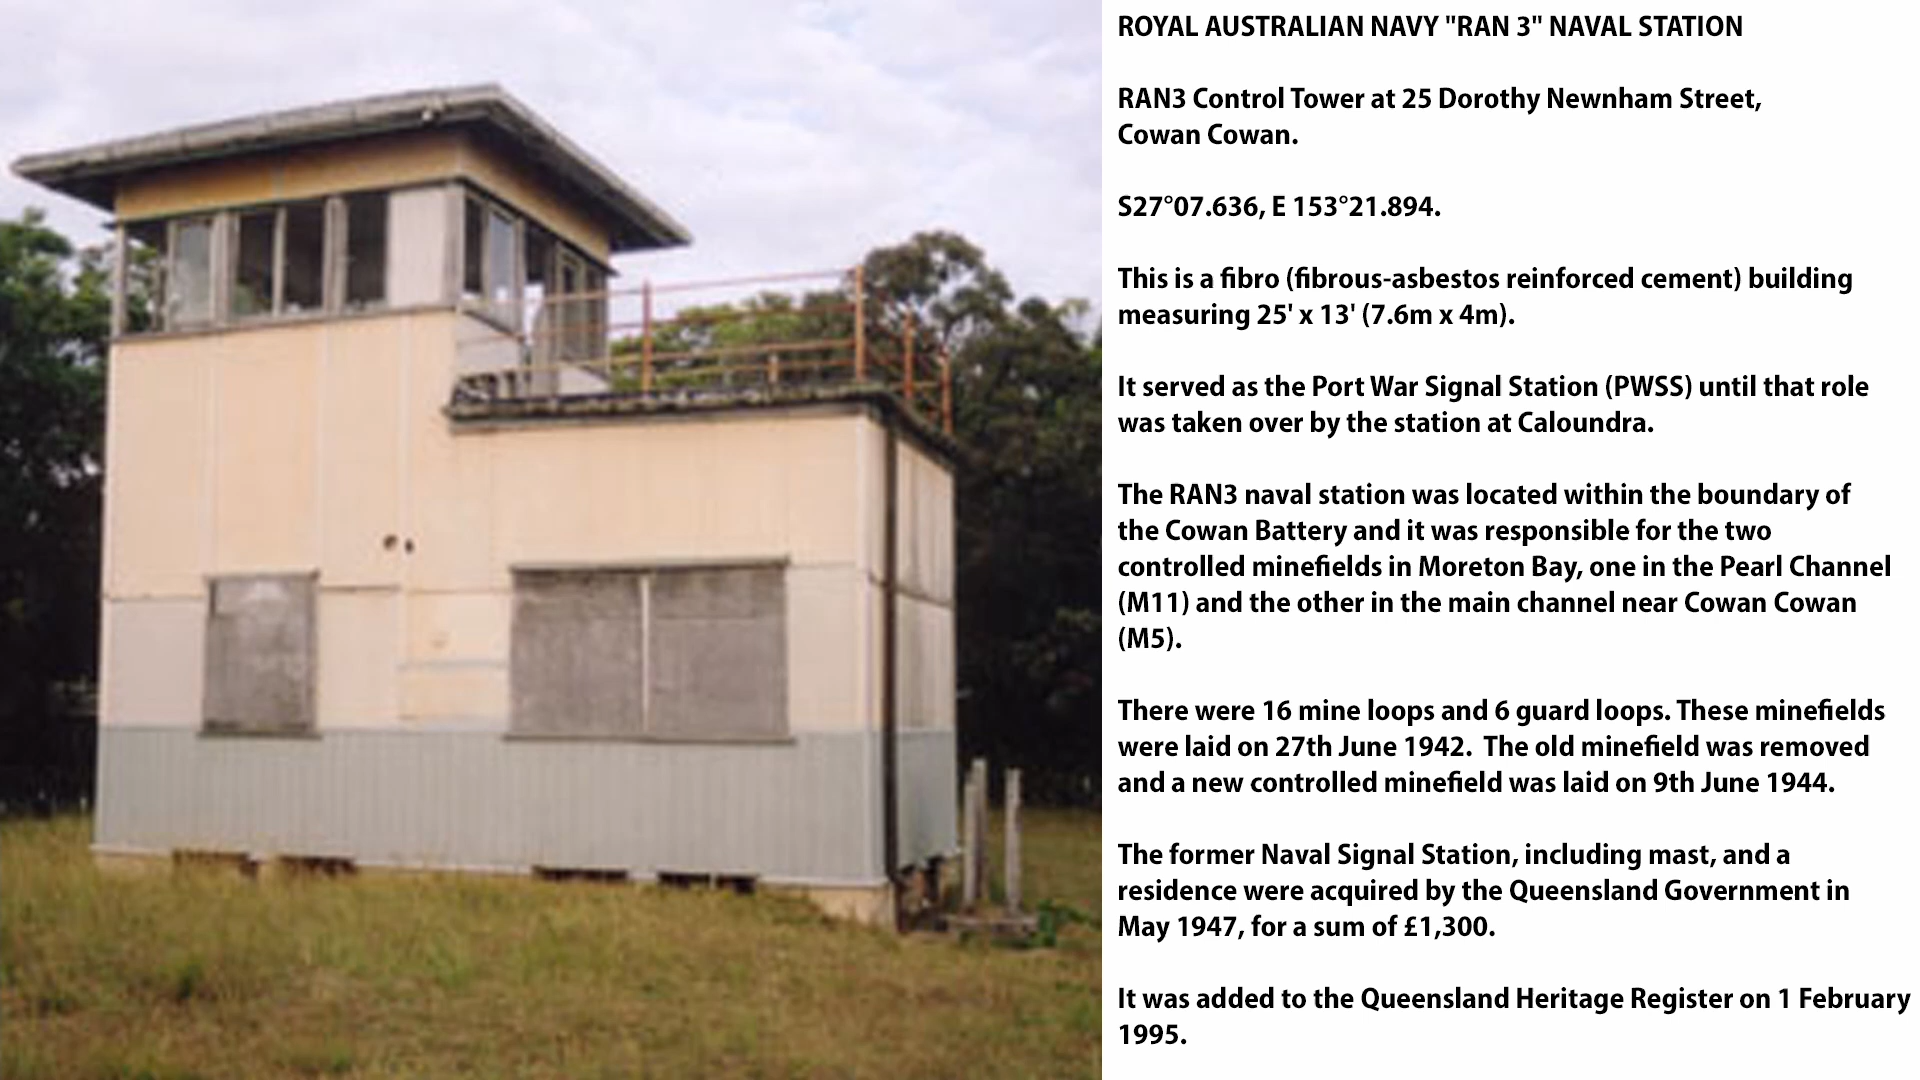 ROYAL AUSTRALIAN NAVY "RAN 3" NAVAL STATION
RAN3 Control Tower at 25 Dorothy Newnham Street,
Cowan Cowan.
S27°07.636, E 153°21.894.
This is a fibro (fibrous-asbestos reinforced cement) building
measuring 25' x 13' (7.6m x 4m).
It served as the Port War Signal Station (PWSS) until that role
was taken over by the station at Caloundra.
The RAN3 naval station was located within the boundary of
the Cowan Battery and it was responsible for the two
controlled minefields in Moreton Bay, one in the Pearl Channel
(M11) and the other in the main channel near Cowan Cowan
(M5).
There were 16 mine loops and 6 guard loops. These minefields
were laid on 27th June 1942.  The old minefield was removed
and a new controlled minefield was laid on 9th June 1944.
The former Naval Signal Station, including mast, and a
residence were acquired by the Queensland Government in
May 1947, for a sum of £1,300.
It was added to the Queensland Heritage Register on 1 February
1995.